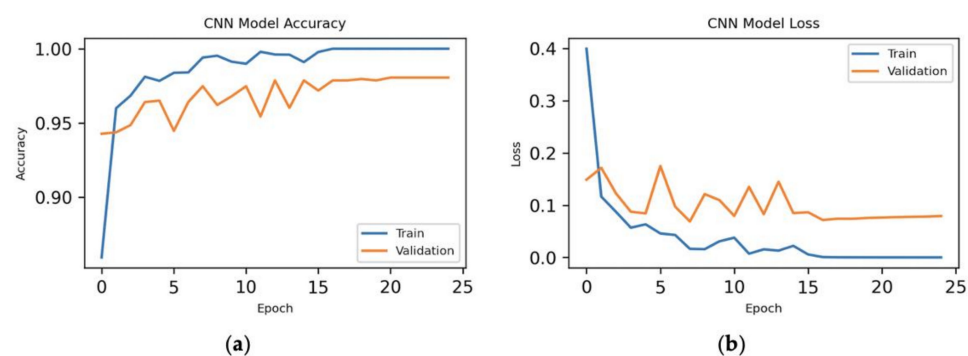 CNN Model Accuracy
1.00
0.95
0.90
Accuracy
Train
Validation
0 5 10 15 20 25
Epoch
(a)
CNN Model Loss
0.4
0.3
0.2
0.1
0.0
Loss
Train
Validation
0 5 10 15 20 25
Epoch
(b)